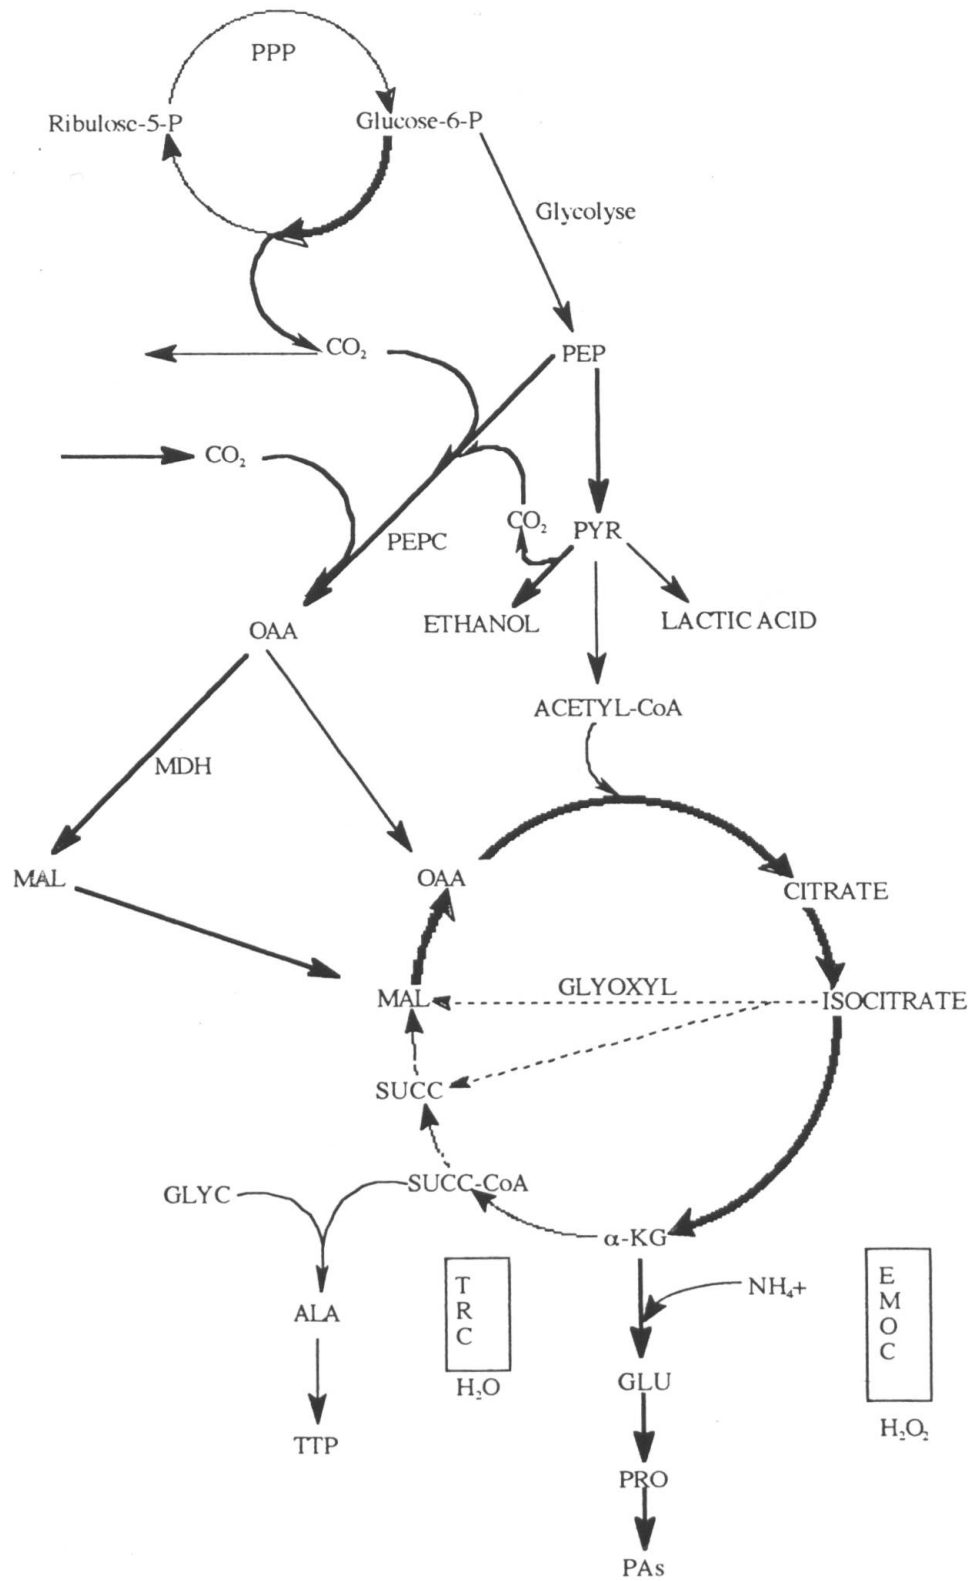 PPP
Ribulose-5-P
Glucose-6-P
Glycolyse
CO₂
PEP
CO₂
CO₂
PYR
PEPC
ETHANOL
LACTIC ACID
OAA
ACETYL-CoA
MDH
MAL
OAA
CITRATE
MAL
GLYOXYL
ISOCITRATE
SUCC
GLYC
SUCC-CoA
α-KG
ALA
T
R
C
H₂O
NH₄+
E
M
O
C
H₂O₂
GLU
TTP
PRO
PAs